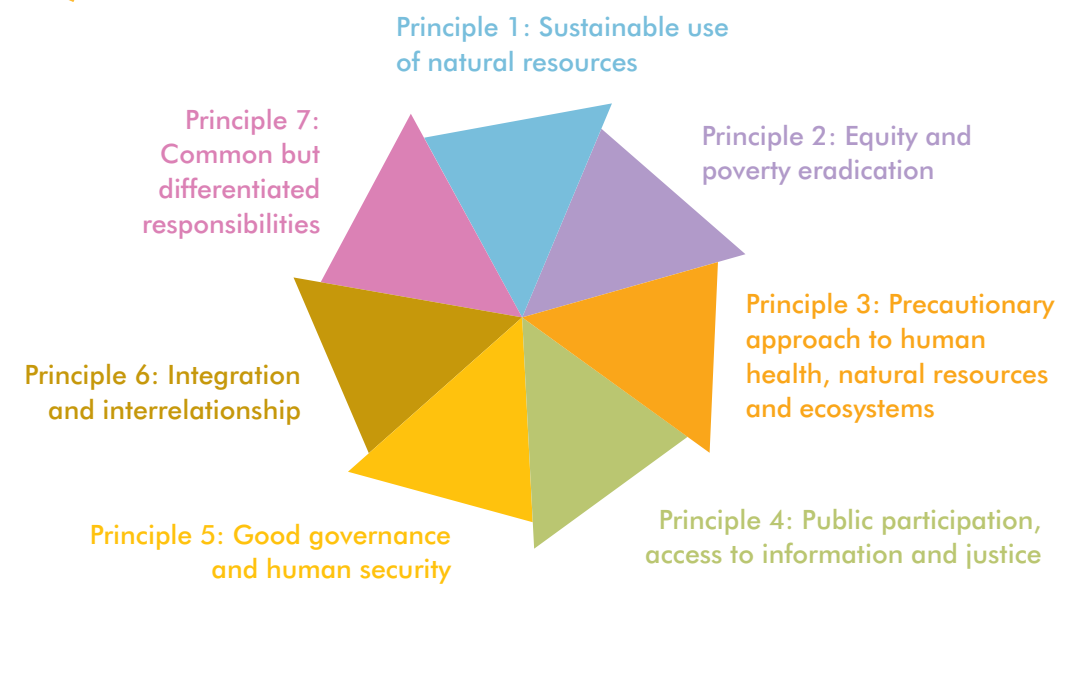 Principle 1: Sustainable use
of natural resources
Principle 2: Equity and
poverty eradication
Principle 3: Precautionary
approach to human
health, natural resources
and ecosystems
Principle 4: Public participation,
access to information and justice
Principle 5: Good governance
and human security
Principle 6: Integration
and interrelationship
Principle 7:
Common but
differentiated
responsibilities